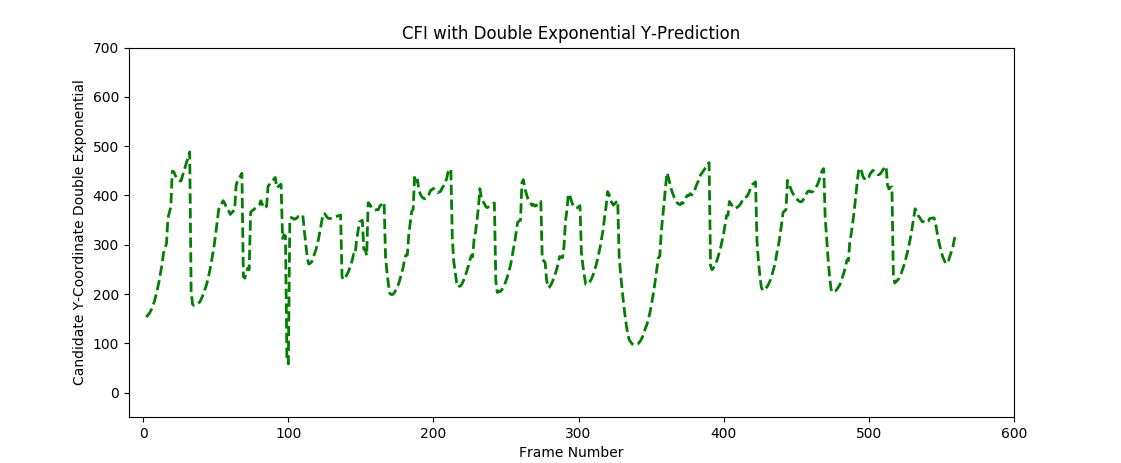 CFI with Double Exponential Y-Prediction
Candidate Y-Coordinate Double Exponential
700
600
500
400
300
200
100
0
0 100 200 300 400 500 600
Frame Number